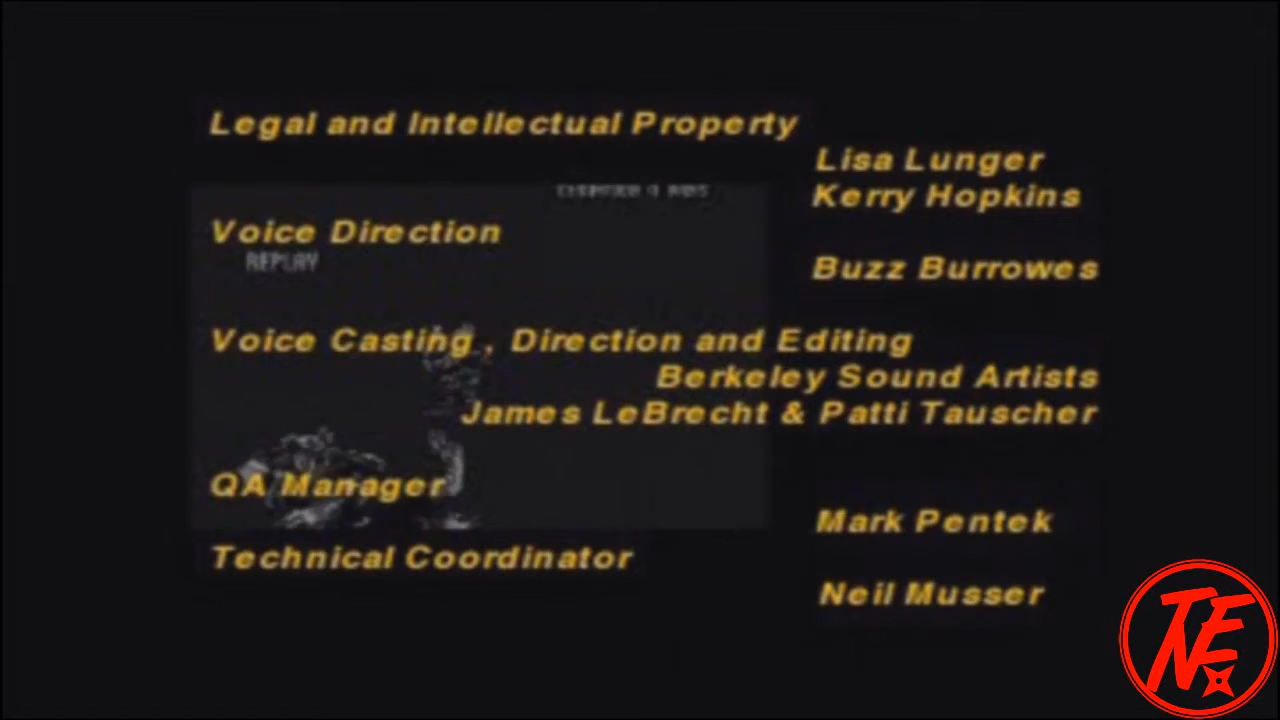 Legal and Intellectual Property
Lisa Lunger
Kerry Hopkins
Voice Direction
REPLAY
Buzz Burrowes
Voice Casting , Direction and Editing
Berkeley Sound Artists
James LeBrecht & Patti Tauscher
QA Manager
Mark Pentek
Technical Coordinator
Neil Musser